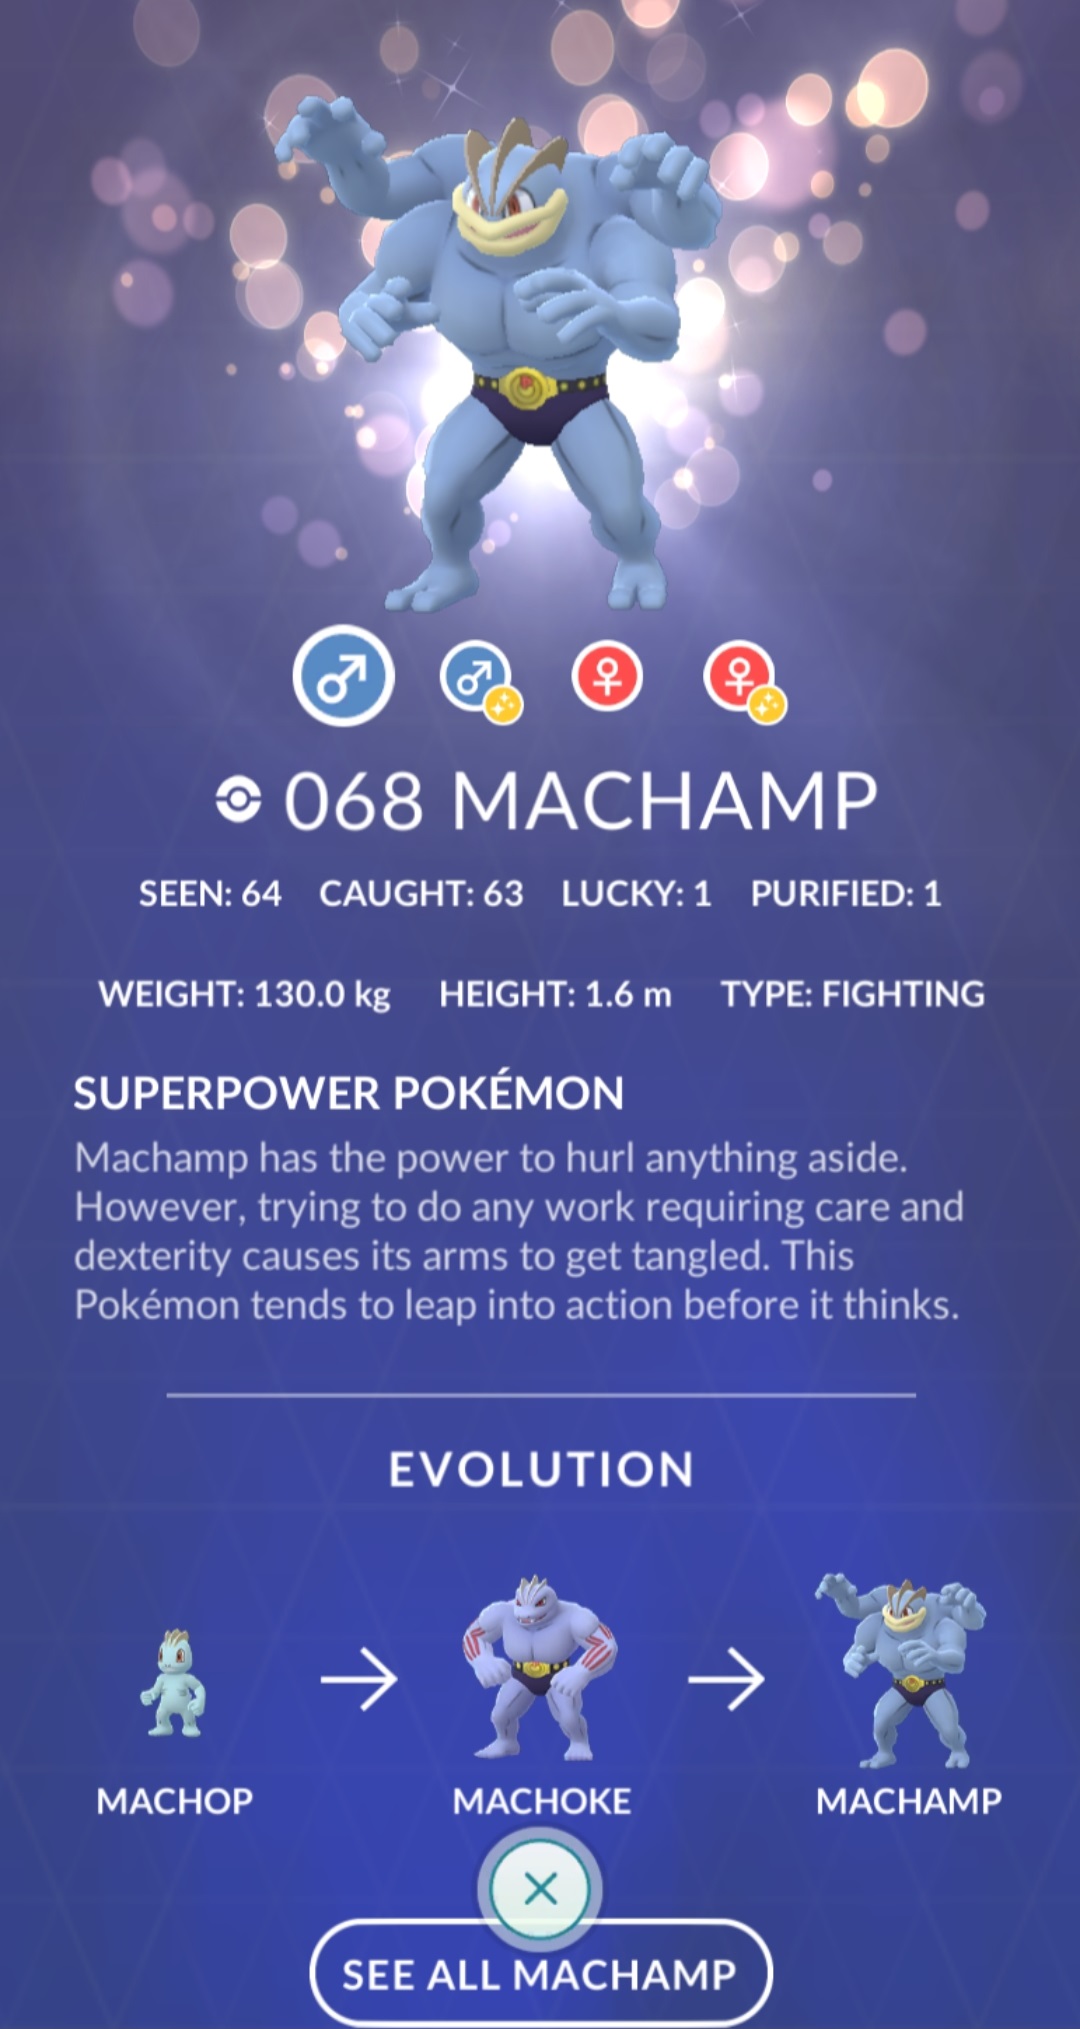 068 MACHAMP
SEEN: 64 CAUGHT: 63 LUCKY: 1 PURIFIED: 1
WEIGHT: 130.0 kg HEIGHT: 1.6 m TYPE: FIGHTING
SUPERPOWER POKÉMON
Machamp has the power to hurl anything aside.
However, trying to do any work requiring care and
dexterity causes its arms to get tangled. This
Pokémon tends to leap into action before it thinks.
EVOLUTION
MACHOP MACHOKE MACHAMP
SEE ALL MACHAMP